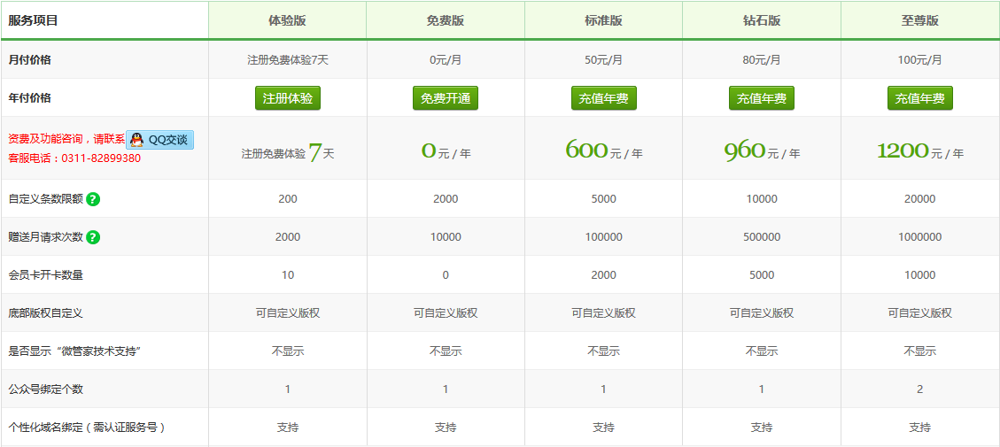 服务项目 体验版 免费版 标准版 钻石版 至尊版
月付价格 注册免费体验7天 0元/月 50元/月 80元/月 100元/月
年付价格 注册体验 免费开通 充值年费 充值年费 充值年费
资费及功能咨询，请联系 QQ交谈
客服电话：0311-82899380
注册免费体验 7 天 0 元 / 年 600 元 / 年 960 元 / 年 1200 元 / 年
自定义条数限额 ? 200 2000 5000 10000 20000
赠送月请求次数 ? 2000 10000 100000 500000 1000000
会员卡开卡数量 10 0 2000 5000 10000
底部版权自定义 可自定义版权 可自定义版权 可自定义版权 可自定义版权 可自定义版权
是否显示“微管家技术支持” 不显示 不显示 不显示 不显示 不显示
公众号绑定个数 1 1 1 1 2
个性化域名绑定（需认证服务号） 支持 支持 支持 支持 支持